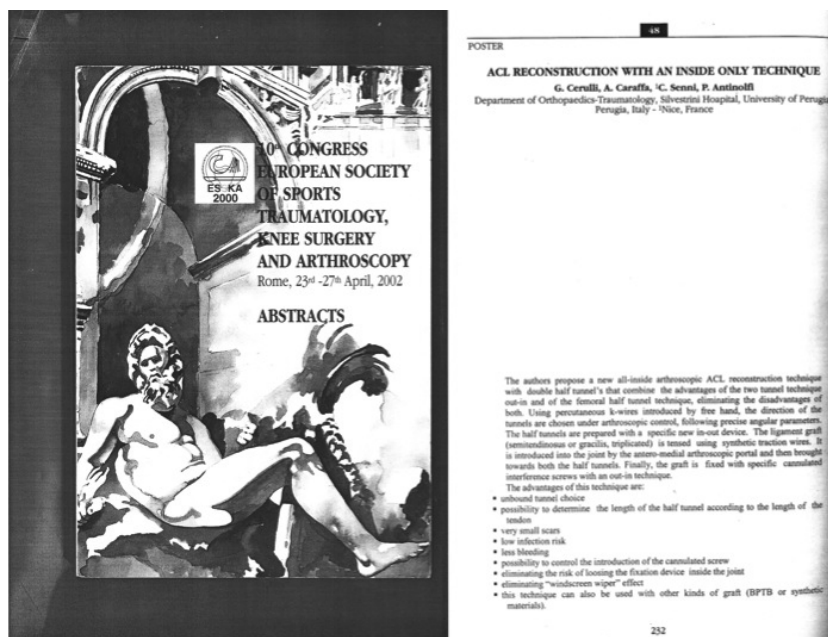 ES KA
2000
10th CONGRESS
EUROPEAN SOCIETY
OF SPORTS
TRAUMATOLOGY,
KNEE SURGERY
AND ARTHROSCOPY
Rome, 23rd -27th April, 2002
ABSTRACTS
48
POSTER
ACL RECONSTRUCTION WITH AN INSIDE ONLY TECHNIQUE
G. Cerulli, A. Caraffa, ¹C. Senni, P. Antinolfi
Department of Orthopaedics-Traumatology, Silvestrini Hoapital, University of Perugia
Perugia, Italy - ¹Nice, France
The authors propose a new all-inside arthroscopic ACL reconstruction technique
with double half tunnel's that combine the advantages of the two tunnel technique
out-in and of the femoral half tunnel technique, eliminating the disadvantages of
both. Using percutaneous k-wires introduced by free hand, the direction of the
tunnels are chosen under arthroscopic control, following precise angular parameters.
The half tunnels are prepared with a specific new in-out device. The ligament graft
(semitendinosus or gracilis, triplicated) is tensed using synthetic traction wires. It
is introduced into the joint by the antero-medial arthroscopic portal and then brought
towards both the half tunnels. Finally, the graft is fixed with specific cannulated
interference screws with an out-in technique.
The advantages of this technique are:
• unbound tunnel choice
• possibility to determine the length of the half tunnel according to the length of the
tendon
• very small scars
• low infection risk
• less bleeding
• possibility to control the introduction of the cannulated screw
• eliminating the risk of loosing the fixation device inside the joint
• eliminating "windscreen wiper" effect
• this technique can also be used with other kinds of graft (BPTB or synthetic
materials).
232